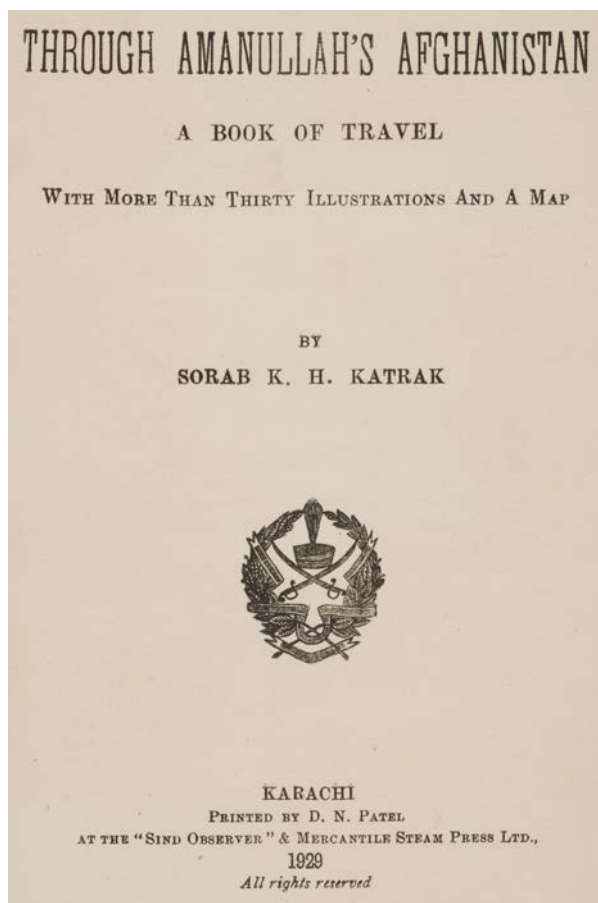 THROUGH AMANULLAH'S AFGHANISTAN
A BOOK OF TRAVEL
WITH MORE THAN THIRTY ILLUSTRATIONS AND A MAP
BY
SORAB K. H. KATRAK
KARACHI
PRINTED BY D. N. PATEL
AT THE "SIND OBSERVER" & MERCANTILE STEAM PRESS LTD.,
1929
All rights reserved